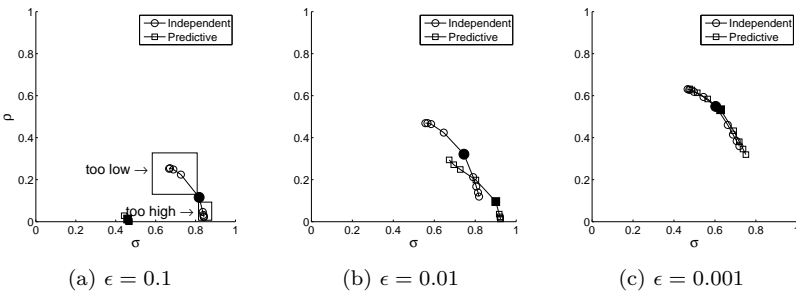 1
0.8
0.6
0.4
0.2
0
0 0.2 0.4 0.6 0.8 1
ρ
σ
Independent
Predictive
too low →
too high →
(a) ϵ = 0.1
1
0.8
0.6
0.4
0.2
0
0 0.2 0.4 0.6 0.8 1
σ
Independent
Predictive
(b) ϵ = 0.01
1
0.8
0.6
0.4
0.2
0
0 0.2 0.4 0.6 0.8 1
σ
Independent
Predictive
(c) ϵ = 0.001